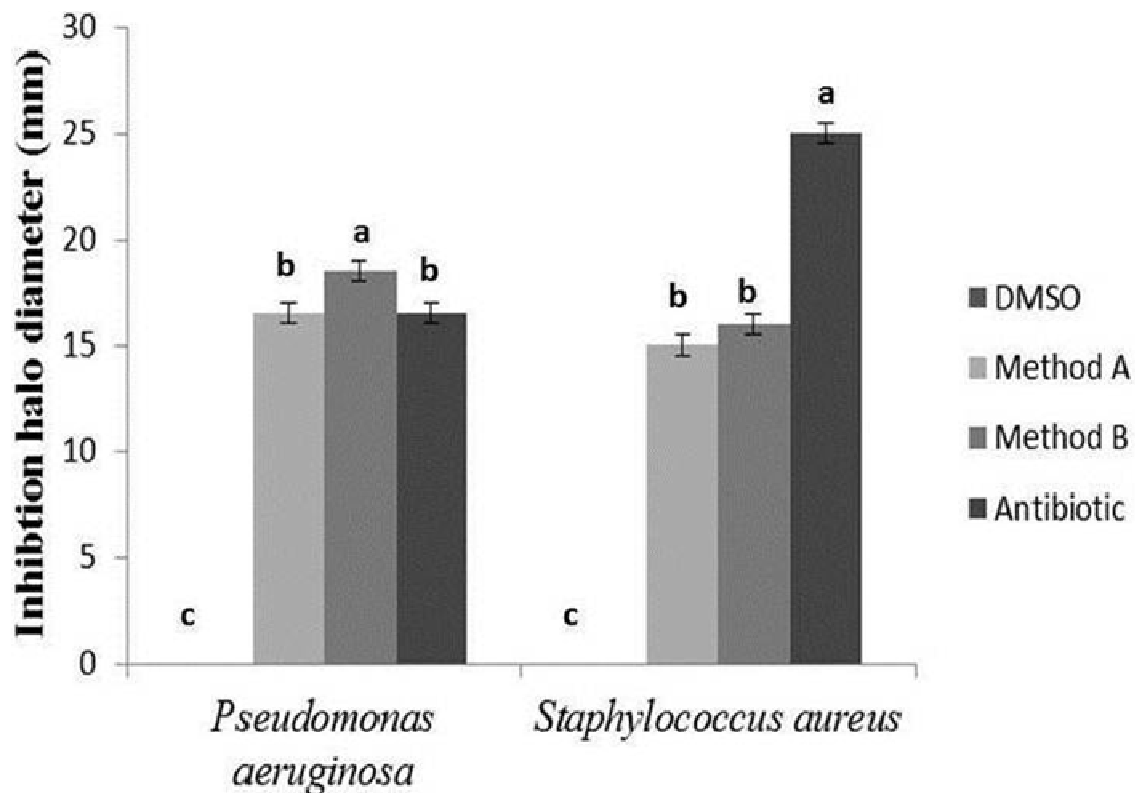 Inhibtion halo diameter (mm)
30
25
20
15
10
5
0
c
b
a
b
c
b
b
a
Pseudomonas
aeruginosa
Staphylococcus aureus
DMSO
Method A
Method B
Antibiotic